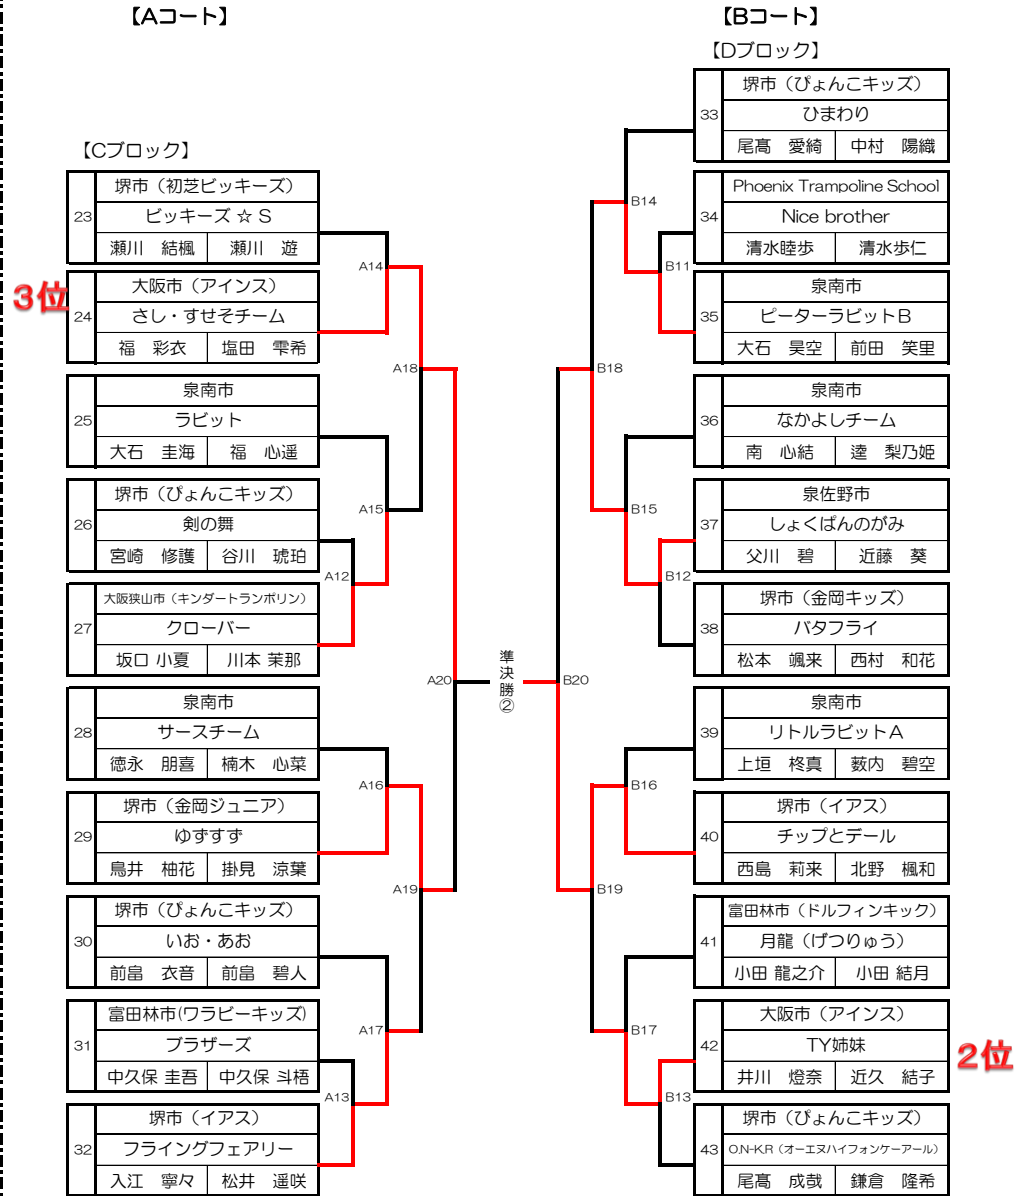 【Aコート】
【Cブロック】
堺市（初芝ビッキーズ）
23
ビッキーズ ☆ S
瀬川　結楓
瀬川　遊
3位
大阪市（アインス）
24
さし・すせそチーム
福　彩衣
塩田　雫希
泉南市
25
ラビット
大石　圭海
福　心遥
堺市（ぴょんこキッズ）
26
剣の舞
宮崎　修護
谷川　琥珀
大阪狭山市（キンダートランポリン）
27
クローバー
坂口 小夏
川本 茉那
泉南市
28
サースチーム
徳永　朋喜
楠木　心菜
堺市（金岡ジュニア）
29
ゆずすず
鳥井　柚花
掛見　涼葉
堺市（ぴょんこキッズ）
30
いお・あお
前畠　衣音
前畠　碧人
富田林市(ワラビーキッズ)
31
ブラザーズ
中久保 圭吾
中久保 斗梧
堺市（イアス）
32
フライングフェアリー
入江　寧々
松井　遥咲
A14
A18
A15
A12
A20
A16
A19
A17
A13
準決勝②
【Bコート】
【Dブロック】
堺市（ぴょんこキッズ）
33
ひまわり
尾髙　愛綺
中村　陽織
Phoenix Trampoline School
34
Nice brother
清水睦歩
清水歩仁
泉南市
35
ピーターラビットB
大石　昊空
前田　笑里
泉南市
36
なかよしチーム
南　心結
逵　梨乃姫
泉佐野市
37
しょくぱんのがみ
父川　碧
近藤　葵
堺市（金岡キッズ）
38
バタフライ
松本　颯来
西村　和花
泉南市
39
リトルラビットA
上垣　柊真
薮内　碧空
堺市（イアス）
40
チップとデール
西島　莉来
北野　楓和
富田林市（ドルフィンキック）
41
月龍（げつりゅう）
小田 龍之介
小田 結月
大阪市（アインス）
42
TY姉妹
井川　燈奈
近久　結子
2位
堺市（ぴょんこキッズ）
43
O.N-K.R（オーエヌハイフォンケーアール）
尾髙　成哉
鎌倉　隆希
B14
B11
B18
B15
B12
B20
B16
B19
B17
B13